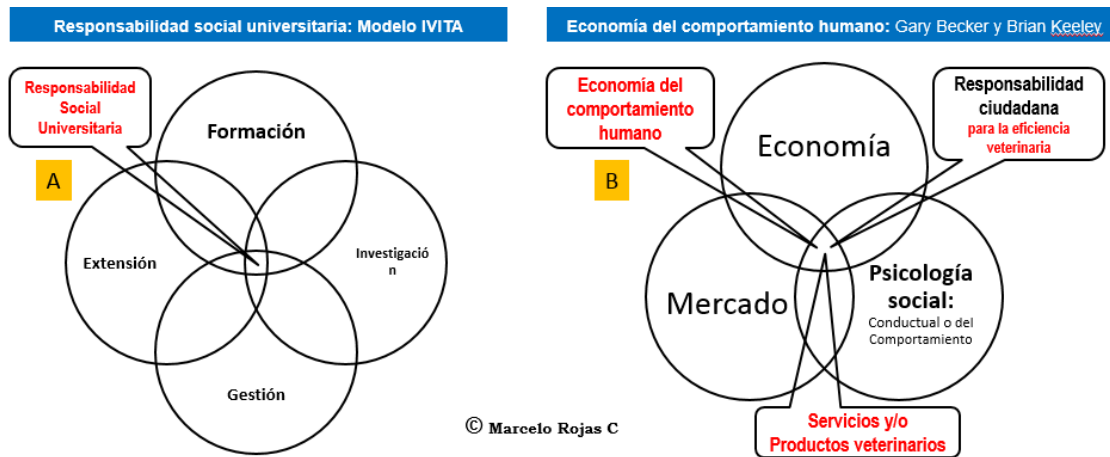 Responsabilidad social universitaria: Modelo IVITA
Responsabilidad
Social
Universitaria
A
Formación
Extensión
Investigació
n
Gestión
Economía del comportamiento humano: Gary Becker y Brian Keeley
Economía del
comportamiento
humano
Responsabilidad
ciudadana
para la eficiencia
veterinaria
B
Economía
Mercado
Psicología
social:
Conductual o del
Comportamiento
Servicios y/o
Productos veterinarios
© Marcelo Rojas C